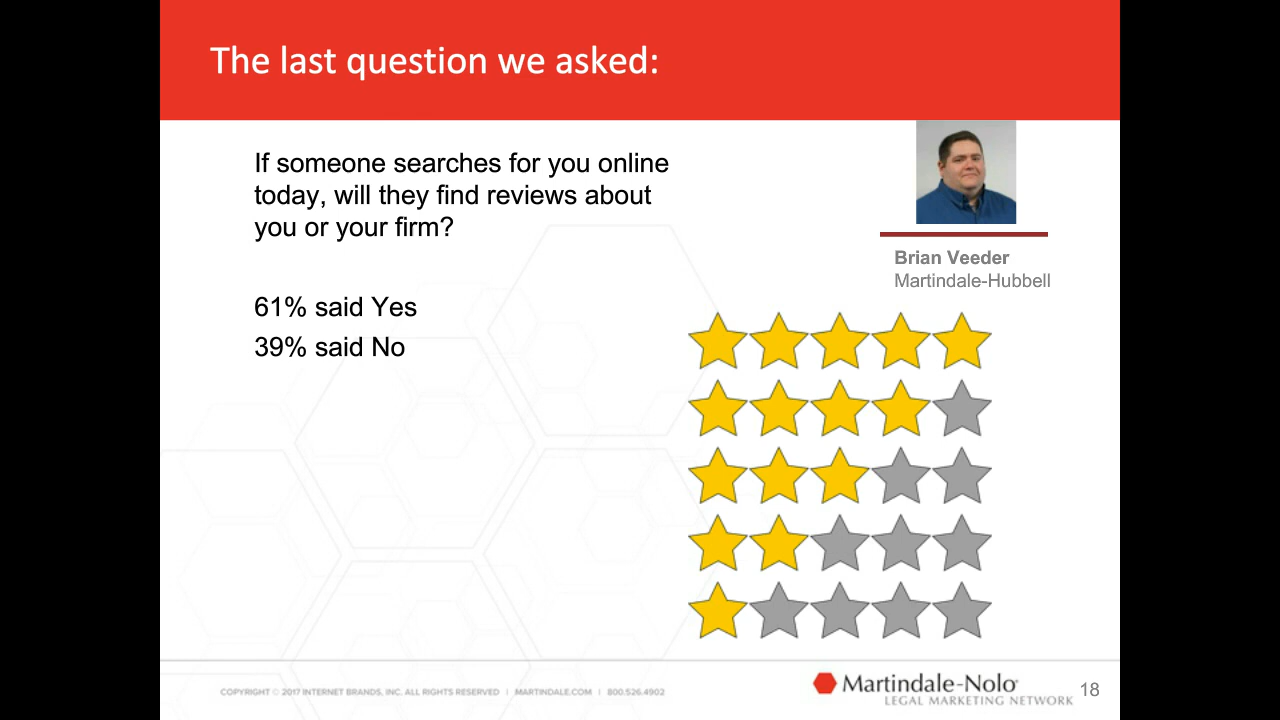 The last question we asked:
If someone searches for you online
today, will they find reviews about
you or your firm?
61% said Yes
39% said No
Brian Veeder
Martindale-Hubbell
COPYRIGHT © 2017 INTERNET BRANDS, INC. ALL RIGHTS RESERVED | MARTINDALE.COM | 800.526.4902
Martindale-Nolo®
LEGAL MARKETING NETWORK
18